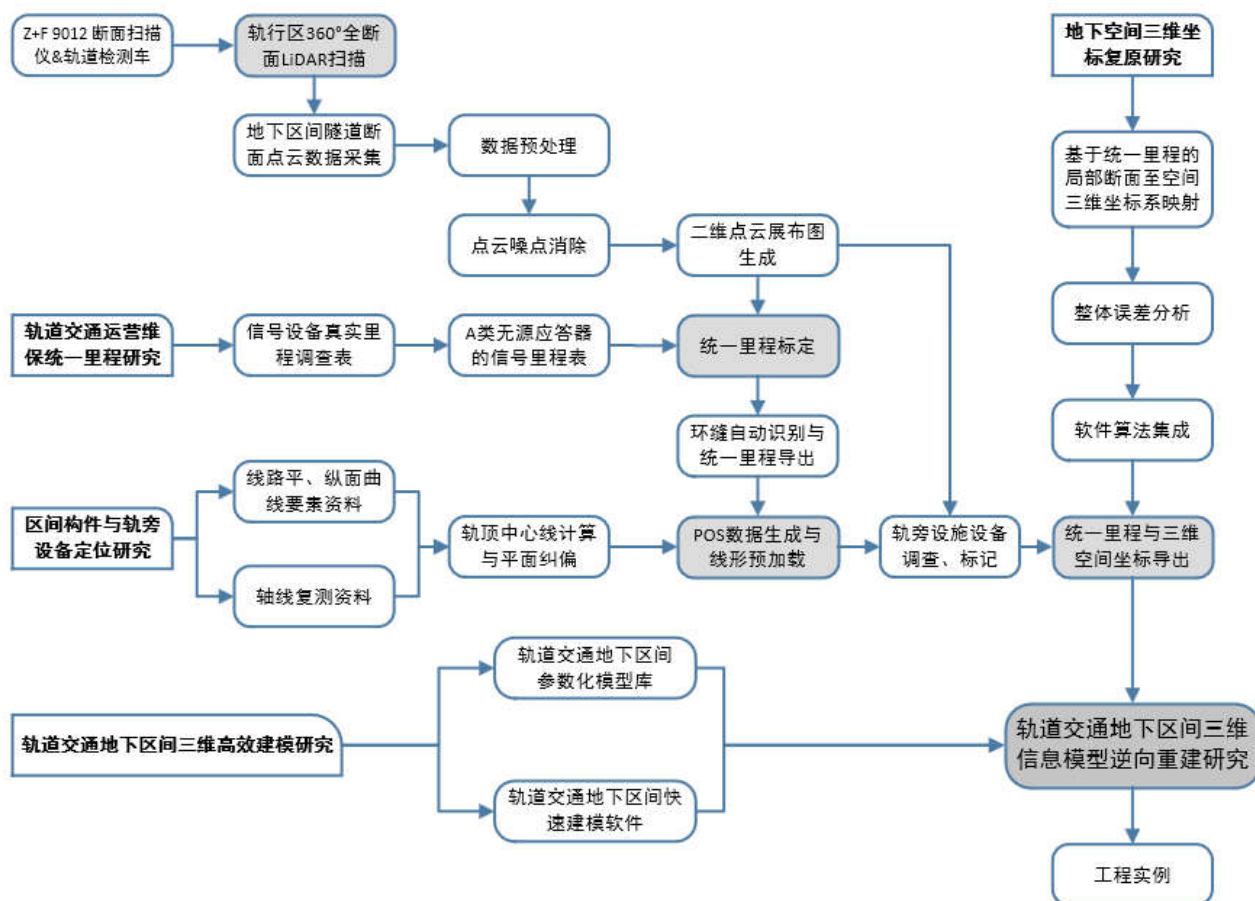 Z+F 9012 断面扫描
仪&轨道检测车
轨行区360°全断
面LiDAR扫描
地下空间三维坐
标复原研究
地下区间隧道断
面点云数据采集
数据预处理
基于统一里程的
局部断面至空间
三维坐标系映射
点云噪点消除
二维点云展布图
生成
整体误差分析
轨道交通运营维
保统一里程研究
信号设备真实里
程调查表
A类无源应答器
的信号里程表
统一里程标定
环缝自动识别与
统一里程导出
软件算法集成
线路平、纵面曲
线要素资料
区间构件与轨旁
设备定位研究
轨顶中心线计算
与平面纠偏
POS数据生成与
线形预加载
轨旁设施设备
调查、标记
统一里程与三维
空间坐标导出
轴线复测资料
轨道交通地下区间
参数化模型库
轨道交通地下区间三维高效建模研究
轨道交通地下区间三维
信息模型逆向重建研究
轨道交通地下区间快
速建模软件
工程实例